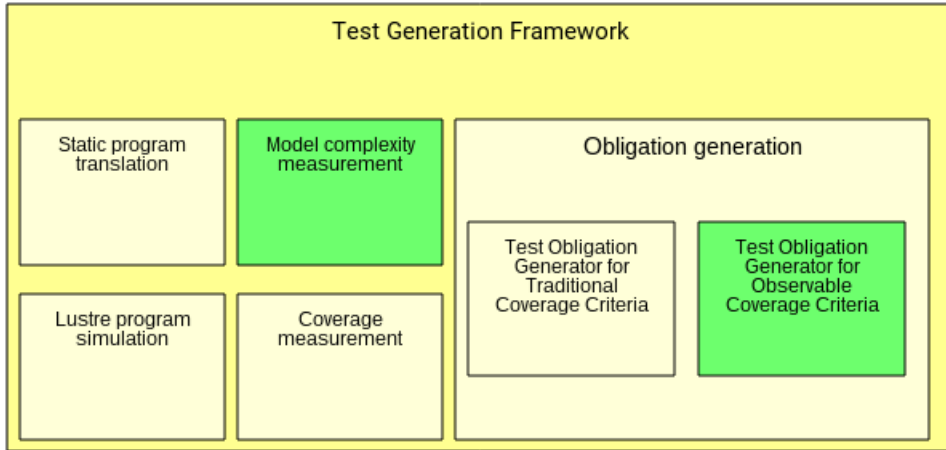 Test Generation Framework
Static program
translation
Model complexity
measurement
Obligation generation
Test Obligation
Generator for
Traditional
Coverage Criteria
Test Obligation
Generator for
Observable
Coverage Criteria
Lustre program
simulation
Coverage
measurement